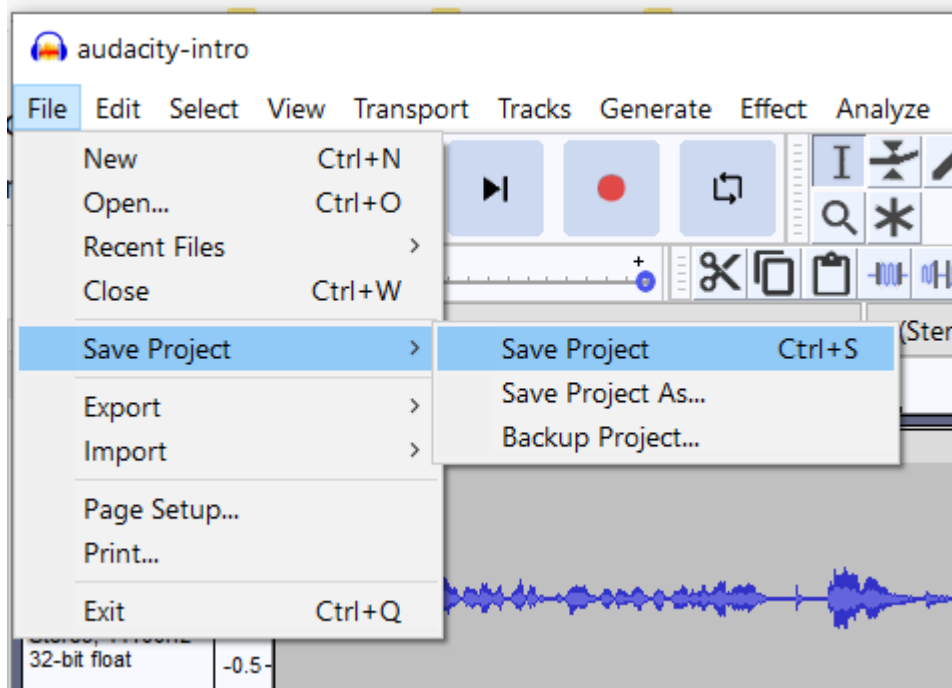 audacity-intro
File Edit Select View Transport Tracks Generate Effect Analyze
New Ctrl+N
Open... Ctrl+O
Recent Files >
Close Ctrl+W
Save Project >
Save Project Ctrl+S
Save Project As...
Backup Project...
Export >
Import >
Page Setup...
Print...
Exit Ctrl+Q
32-bit float
-0.5-